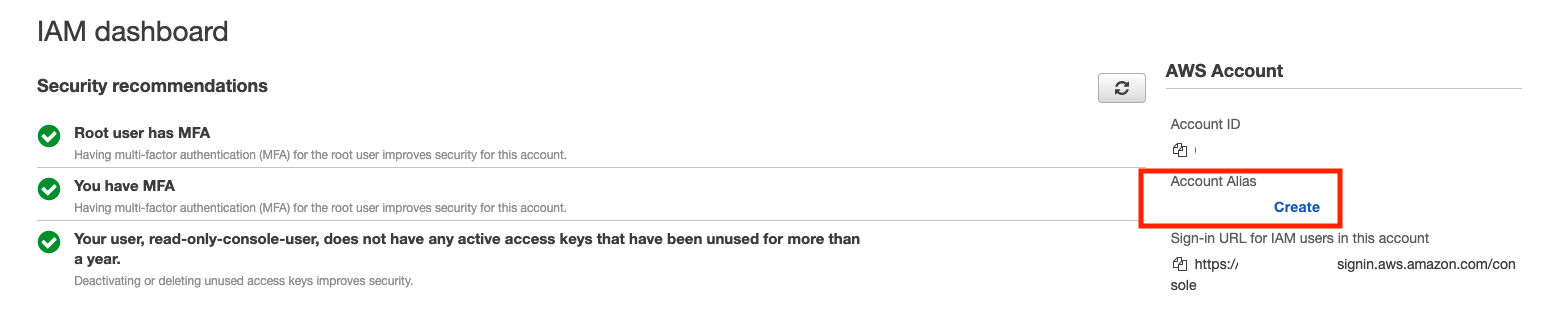 IAM dashboard
Security recommendations
Root user has MFA
Having multi-factor authentication (MFA) for the root user improves security for this account.
You have MFA
Having multi-factor authentication (MFA) for the root user improves security for this account.
Your user, read-only-console-user, does not have any active access keys that have been unused for more than
a year.
Deactivating or deleting unused access keys improves security.
AWS Account
Account ID
Account Alias
Create
Sign-in URL for IAM users in this account
https:// signin.aws.amazon.com/con
sole